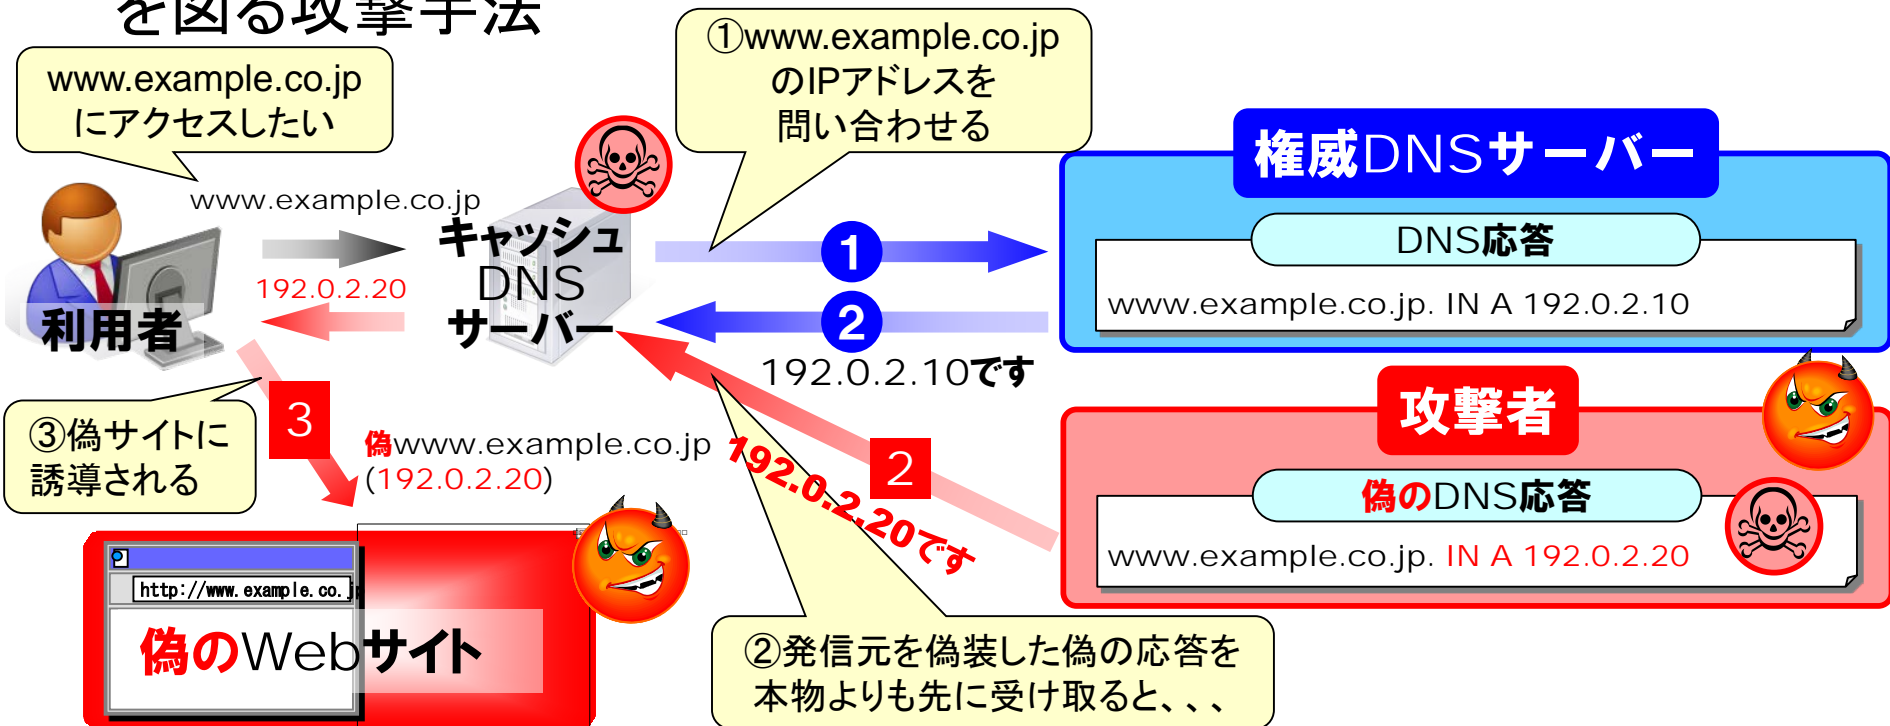 を図る攻撃手法
www.example.co.jp
にアクセスしたい
①www.example.co.jp
のIPアドレスを
問い合わせる
権威DNSサーバー
DNS応答
www.example.co.jp. IN A 192.0.2.10
www.example.co.jp
192.0.2.20
利用者
キャッシュ
DNS
サーバー
1
2
192.0.2.10です
攻撃者
偽のDNS応答
www.example.co.jp. IN A 192.0.2.20
2
192.0.2.20です
3
③偽サイトに
誘導される
偽www.example.co.jp
(192.0.2.20)
http://www.example.co.jp
偽のWebサイト
②発信元を偽装した偽の応答を
本物よりも先に受け取ると、、、